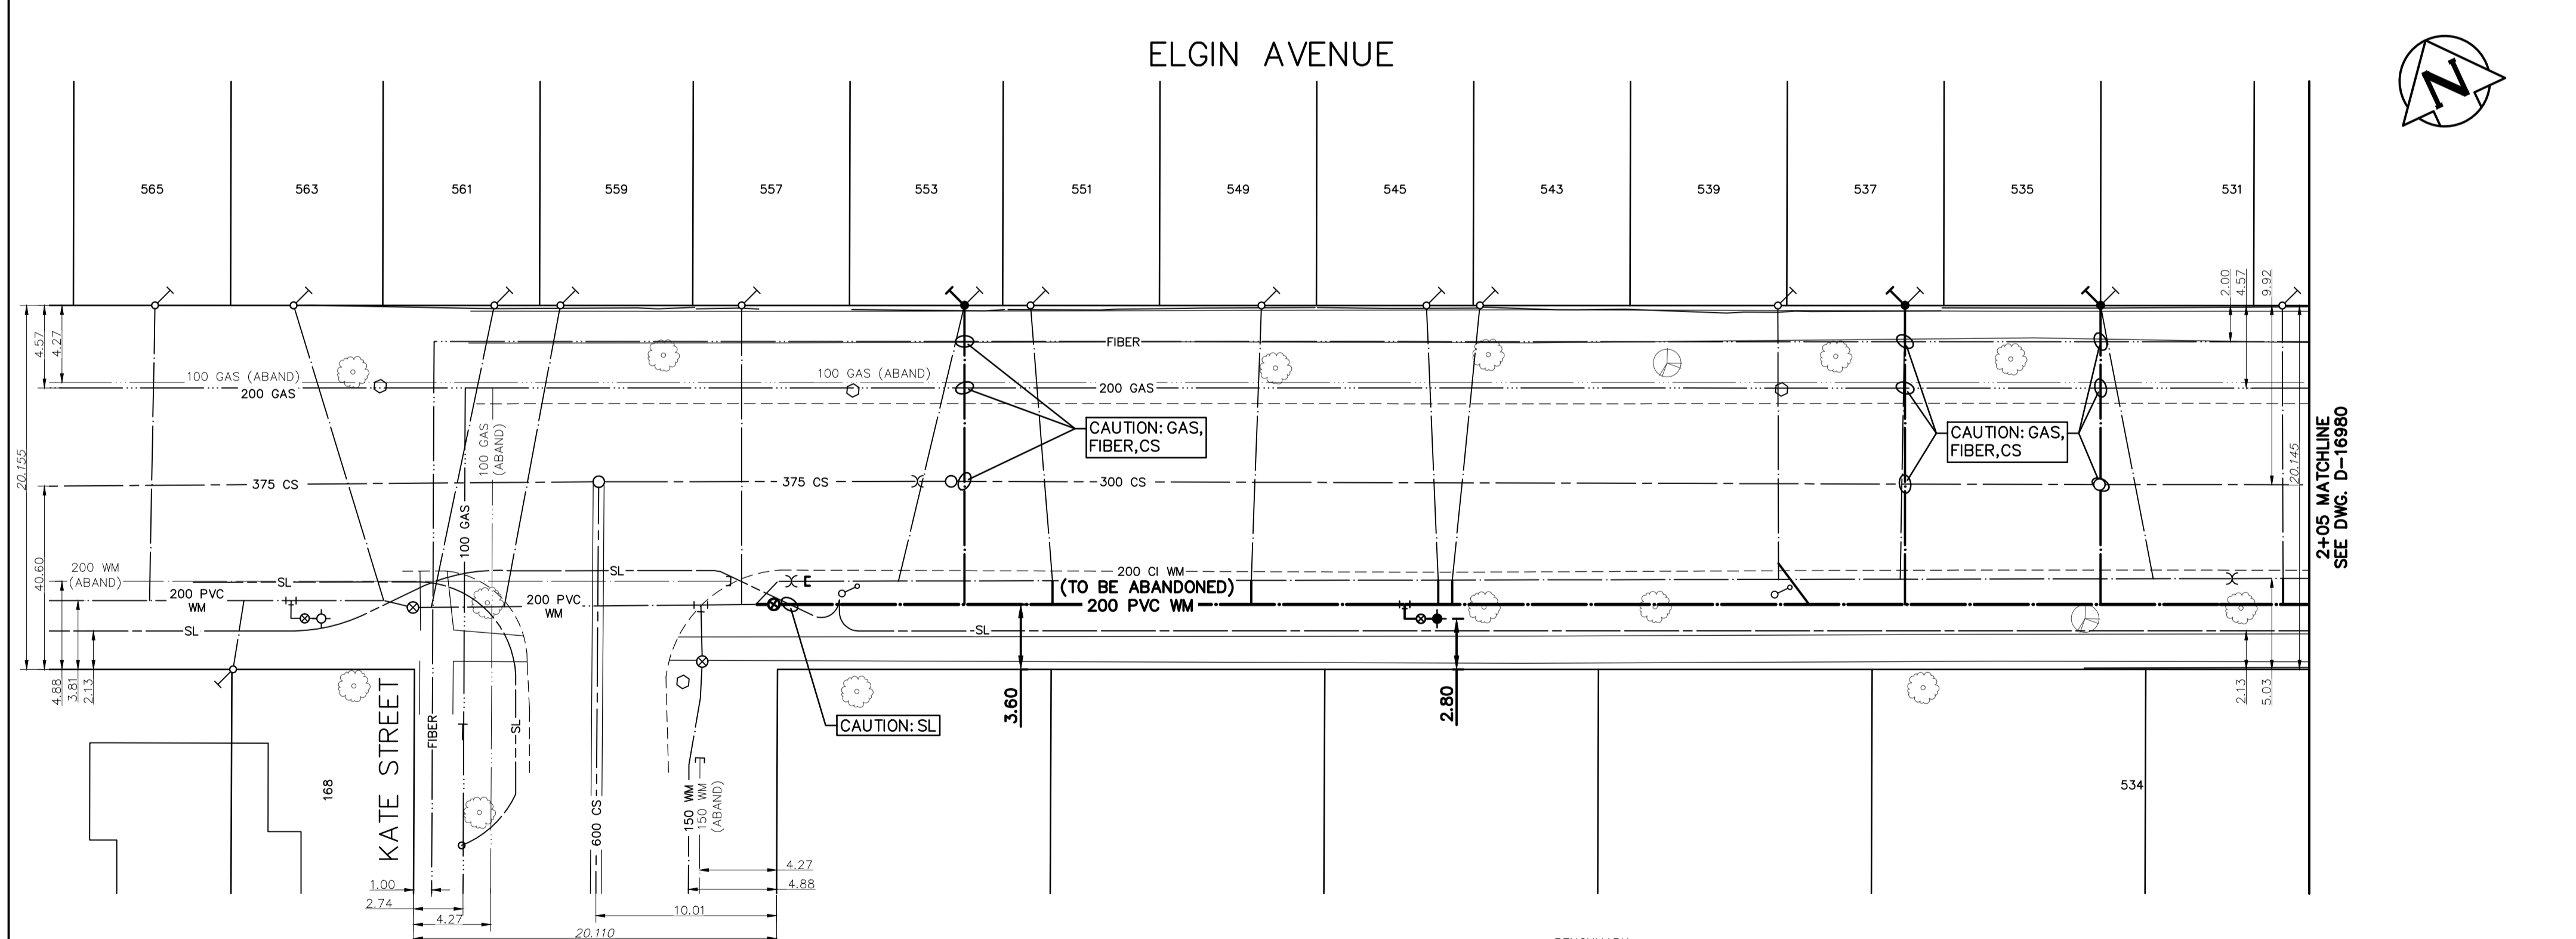 ELGIN AVENUE
N
565
563
561
559
557
553
551
549
545
543
539
537
535
531
2.00
4.57
9.92
4.57
4.27
20.155
40.60
FIBER
100 GAS (ABAND)
200 GAS
100 GAS (ABAND)
200 GAS
100 GAS
(ABAND)
100 GAS
CAUTION: GAS,
FIBER,CS
CAUTION: GAS,
FIBER,CS
20.145
2+05 MATCHLINE
SEE DWG. D-16980
375 CS
375 CS
300 CS
200 WM
(ABAND)
SL
SL
200 CI WM
(TO BE ABANDONED)
200 PVC
WM
200 PVC
WM
200 PVC WM
SL
SL
4.88
3.81
2.13
3.60
2.80
2.13
5.03
CAUTION: SL
KATE STREET
168
FIBER
SL
600 CS
150 WM
150 WM
(ABAND)
534
4.27
4.88
1.00
2.74
4.27
10.01
20.110